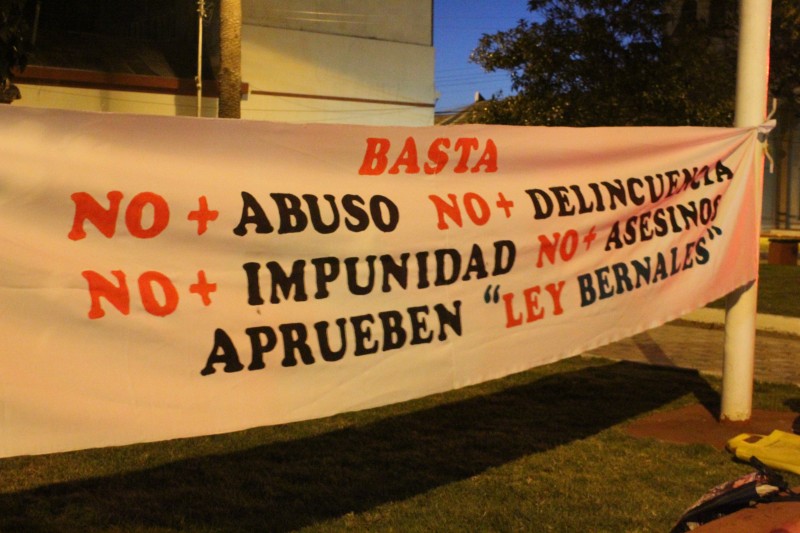 BASTA
NO + ABUSO NO + DELINCUENCIA
NO + IMPUNIDAD NO + ASESINOS
APRUEBEN "LEY BERNALES"